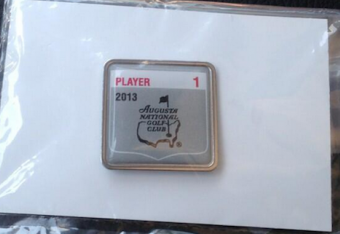 PLAYER 1
2013
AUGUSTA
NATIONAL
GOLF
CLUB
®